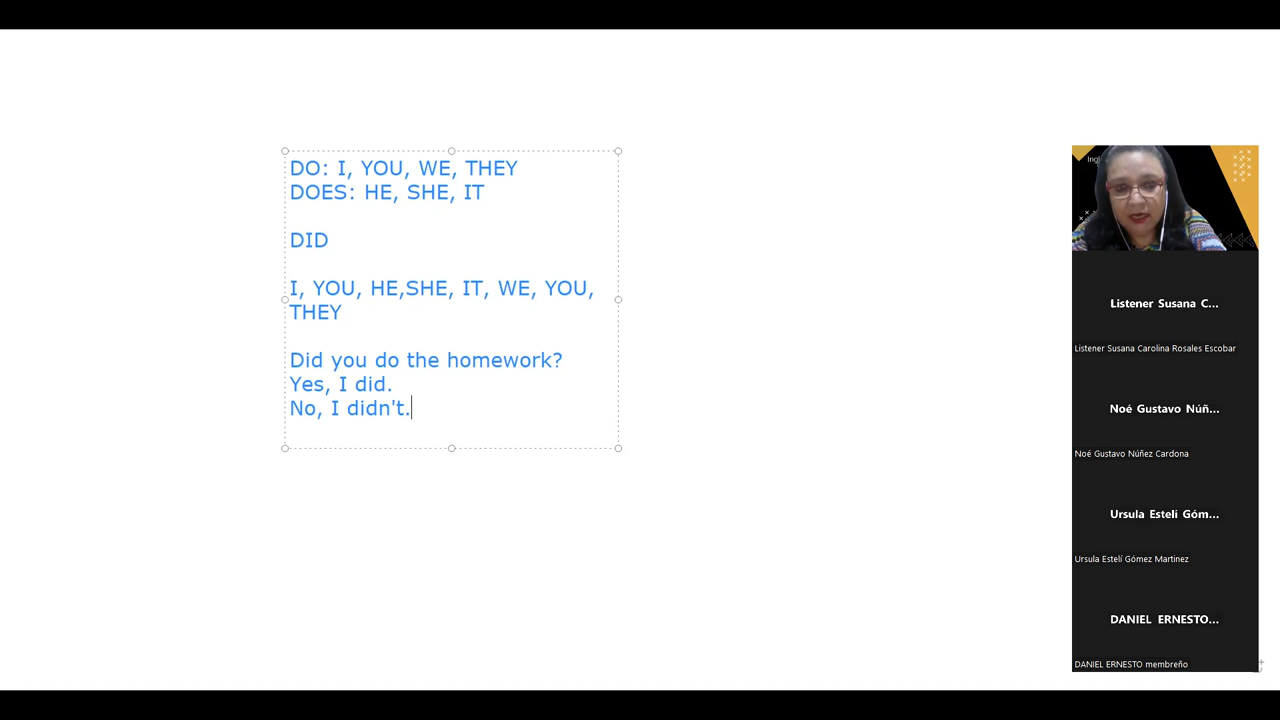 DO: I, YOU, WE, THEY
DOES: HE, SHE, IT
DID
I, YOU, HE,SHE, IT, WE, YOU,
THEY
Did you do the homework?
Yes, I did.
No, I didn't.
Ingl
Listener Susana C...
Listener Susana Carolina Rosales Escobar
Noé Gustavo Núñ...
Noé Gustavo Núñez Cardona
Ursula Estelí Góm...
Ursula Estelí Gómez Martinez
DANIEL ERNESTO...
DANIEL ERNESTO membreño